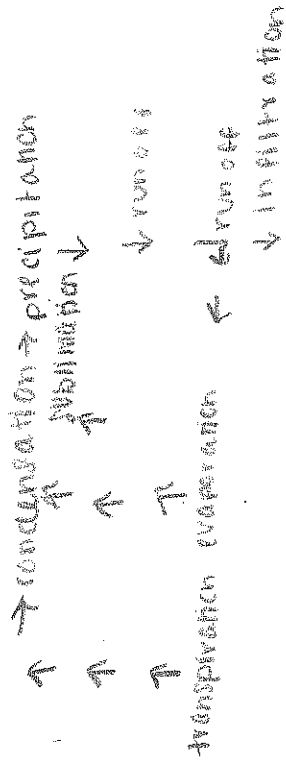 → condensation → precipitation
sublimation
↓ runoff
transpiration evaporation ← runoff
↓ infiltration